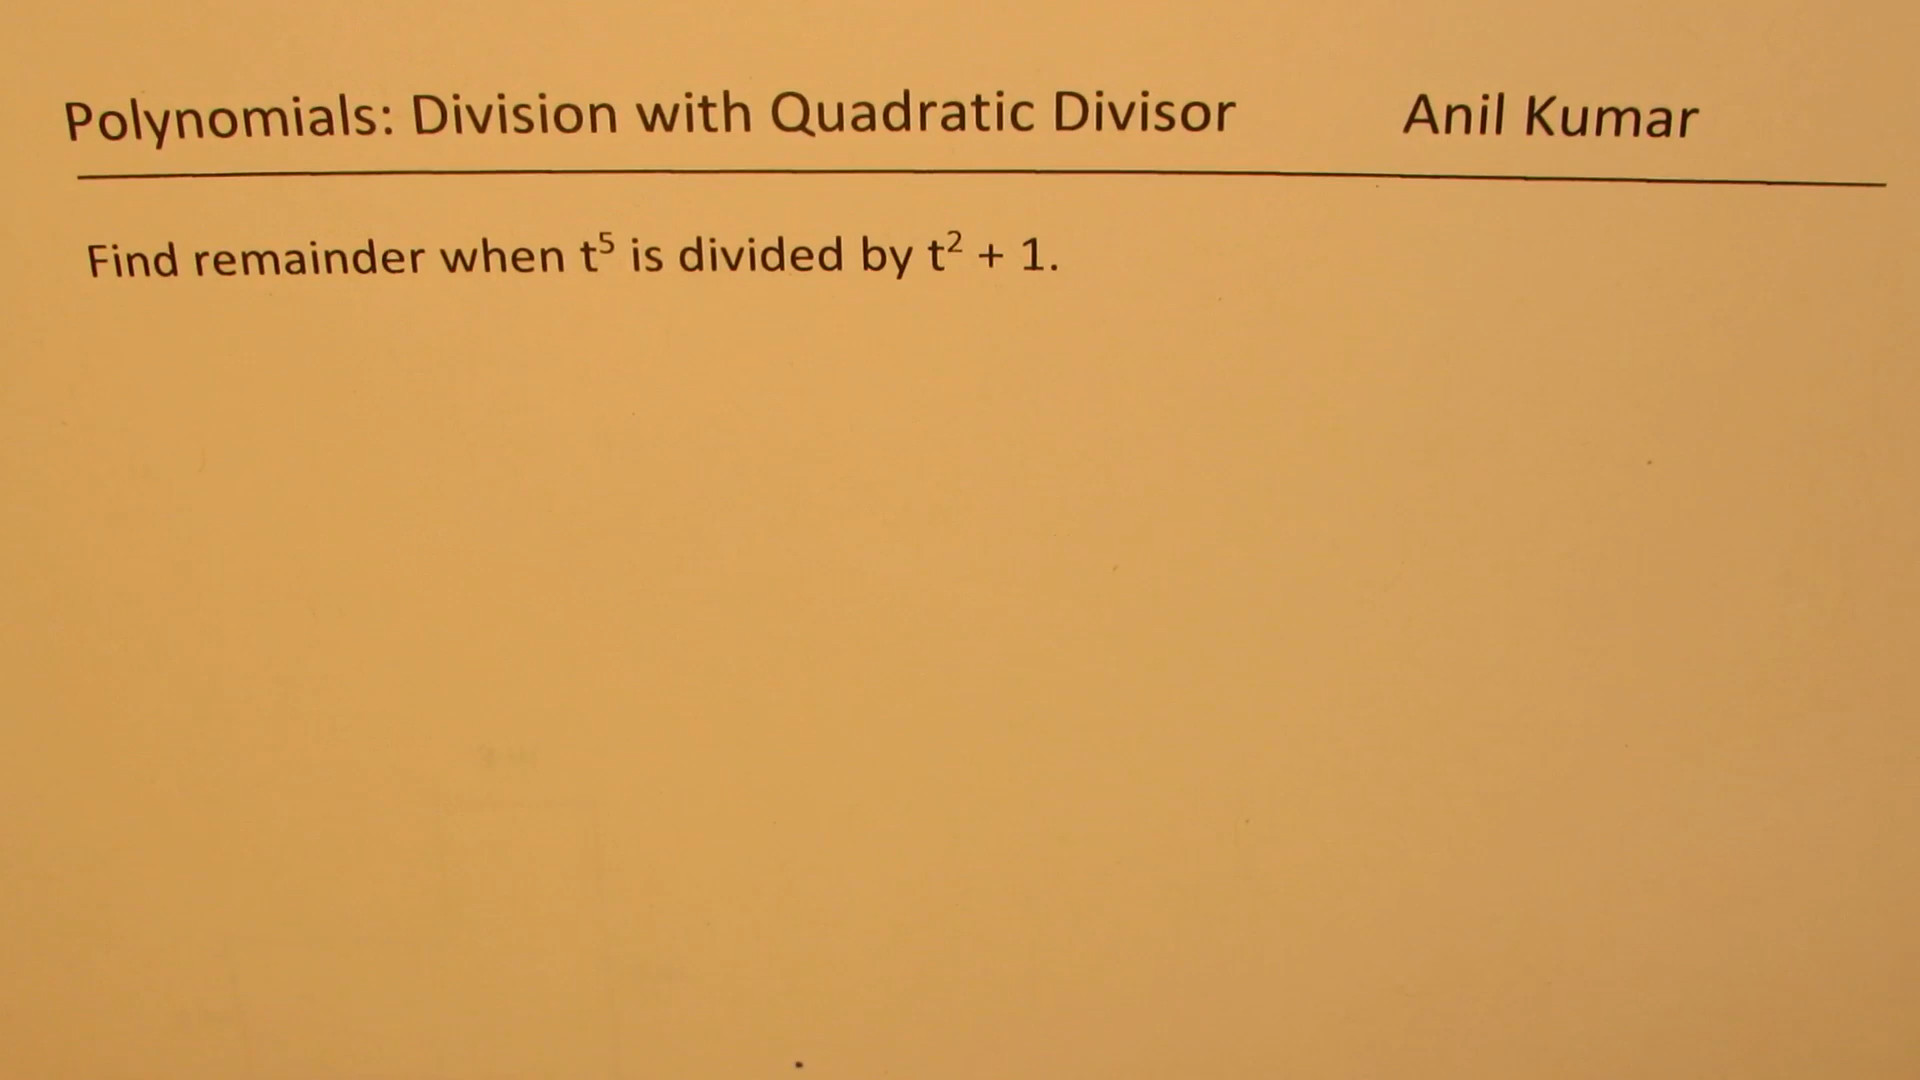 Polynomials: Division with Quadratic Divisor Anil Kumar
Find remainder when t⁵ is divided by t² + 1.